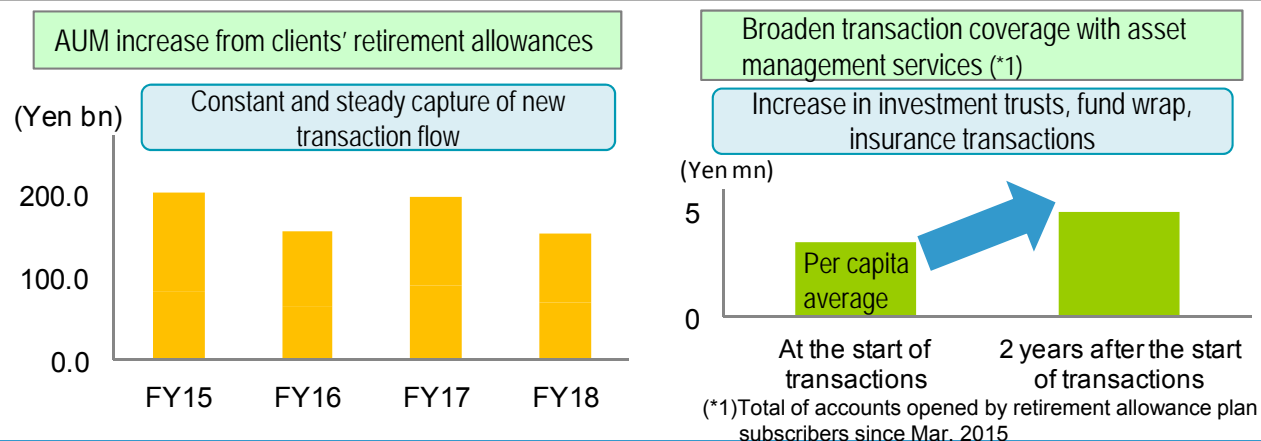 AUM increase from clients' retirement allowances
Constant and steady capture of new
transaction flow
(Yen bn)
200.0
100.0
0.0
FY15 FY16 FY17 FY18
Broaden transaction coverage with asset
management services (*1)
Increase in investment trusts, fund wrap,
insurance transactions
(Yen mn)
5
0
Per capita
average
At the start of
transactions
2 years after the start
of transactions
(*1)Total of accounts opened by retirement allowance plan
subscribers since Mar. 2015